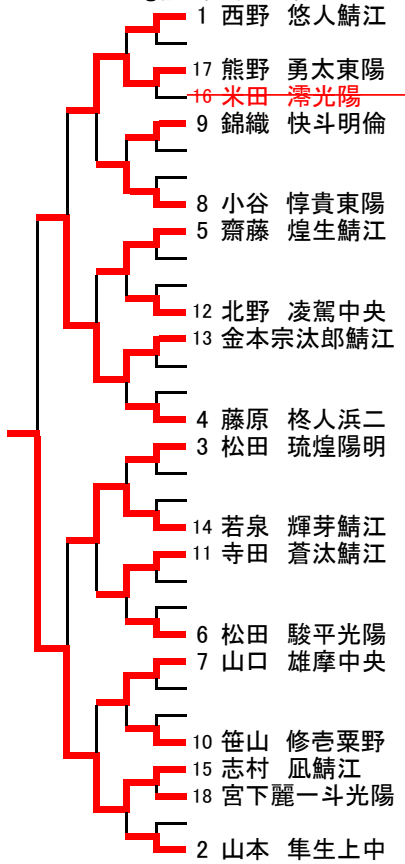 1 西野 悠人鯖江
17 熊野 勇太東陽
16 米田 澪光陽
9 錦織 快斗明倫
8 小谷 惇貴東陽
5 齋藤 煌生鯖江
12 北野 凌駕中央
13 金本宗汰郎鯖江
4 藤原 柊人浜二
3 松田 琉煌陽明
14 若泉 輝芽鯖江
11 寺田 蒼汰鯖江
6 松田 駿平光陽
7 山口 雄摩中央
10 笹山 修壱粟野
15 志村 凪鯖江
18 宮下麗一斗光陽
2 山本 隼生上中